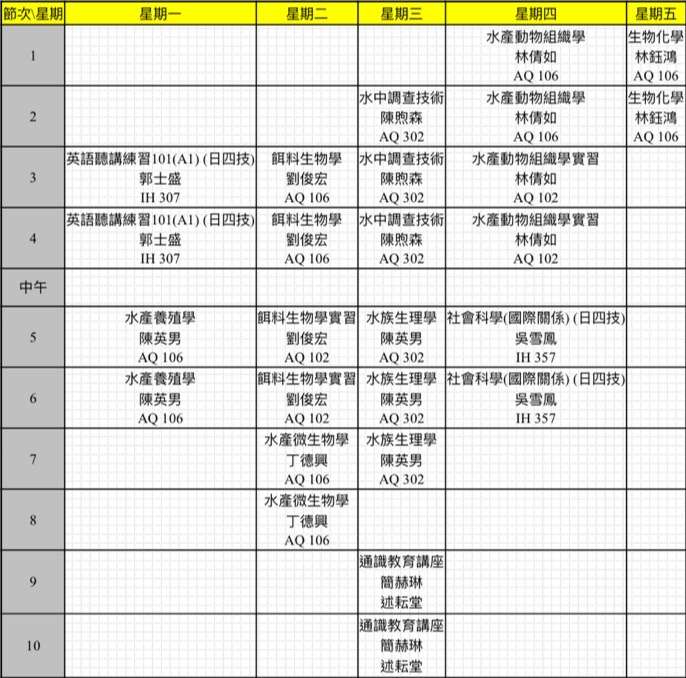 節次\星期 星期一 星期二 星期三 星期四 星期五
1
水產動物組織學 生物化學
林倩如 林鈺鴻
AQ 106 AQ 106
2
水中調查技術 水產動物組織學 生物化學
陳煦森 林倩如 林鈺鴻
AQ 302 AQ 106 AQ 106
3
英語聽講練習101(A1) (日四技) 餌料生物學 水中調查技術 水產動物組織學實習
郭士盛 劉俊宏 陳煦森 林倩如
IH 307 AQ 106 AQ 302 AQ 102
4
英語聽講練習101(A1) (日四技) 餌料生物學 水中調查技術 水產動物組織學實習
郭士盛 劉俊宏 陳煦森 林倩如
IH 307 AQ 106 AQ 302 AQ 102
中午
5
水產養殖學 餌料生物學實習 水族生理學 社會科學(國際關係) (日四技)
陳英男 劉俊宏 陳英男 吳雪鳳
AQ 106 AQ 102 AQ 302 IH 357
6
水產養殖學 餌料生物學實習 水族生理學 社會科學(國際關係) (日四技)
陳英男 劉俊宏 陳英男 吳雪鳳
AQ 106 AQ 102 AQ 302 IH 357
7
水產微生物學 水族生理學
丁德興 陳英男
AQ 106 AQ 302
8
水產微生物學
丁德興
AQ 106
9
通識教育講座
簡赫琳
述耘堂
10
通識教育講座
簡赫琳
述耘堂